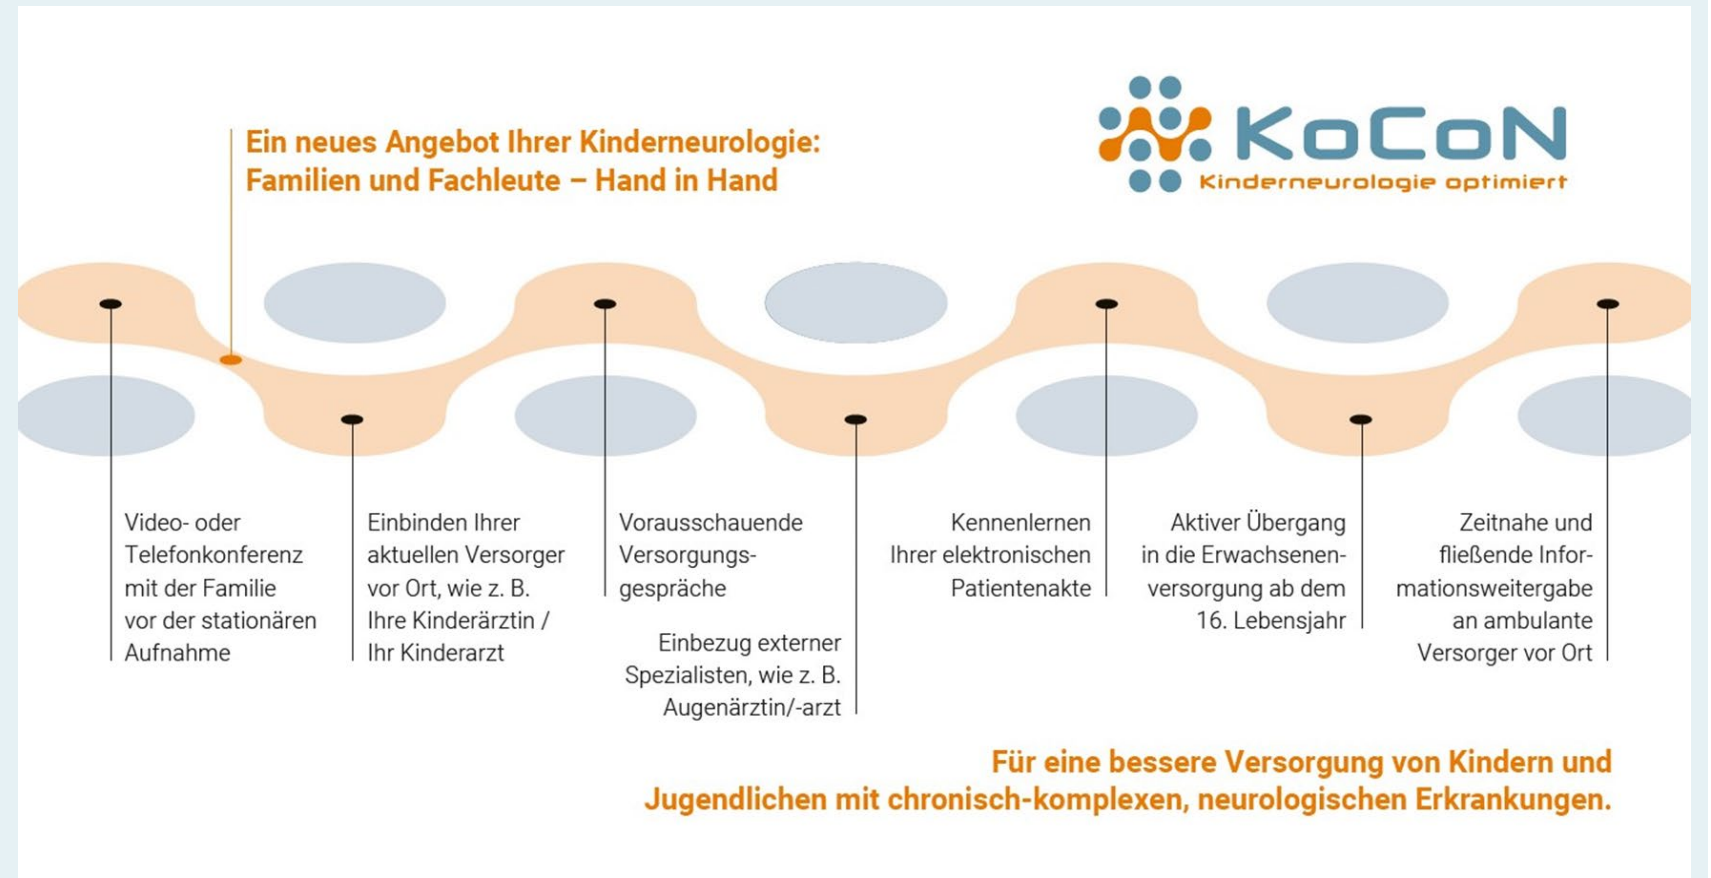 Ein neues Angebot Ihrer Kinderneurologie:
Familien und Fachleute – Hand in Hand
KoCoN
Kinderneurologie optimiert
Video- oder
Telefonkonferenz
mit der Familie
vor der stationären
Aufnahme
Einbinden Ihrer
aktuellen Versorger
vor Ort, wie z. B.
Ihre Kinderärztin /
Ihr Kinderarzt
Vorausschauende
Versorgungs-
gespräche
Einbezug externer
Spezialisten, wie z. B.
Augenärztin/-arzt
Kennenlernen
Ihrer elektronischen
Patientenakte
Aktiver Übergang
in die Erwachsenen-
versorgung ab dem
16. Lebensjahr
Zeitnahe und
fließende Infor-
mationsweitergabe
an ambulante
Versorger vor Ort
Für eine bessere Versorgung von Kindern und
Jugendlichen mit chronisch-komplexen, neurologischen Erkrankungen.